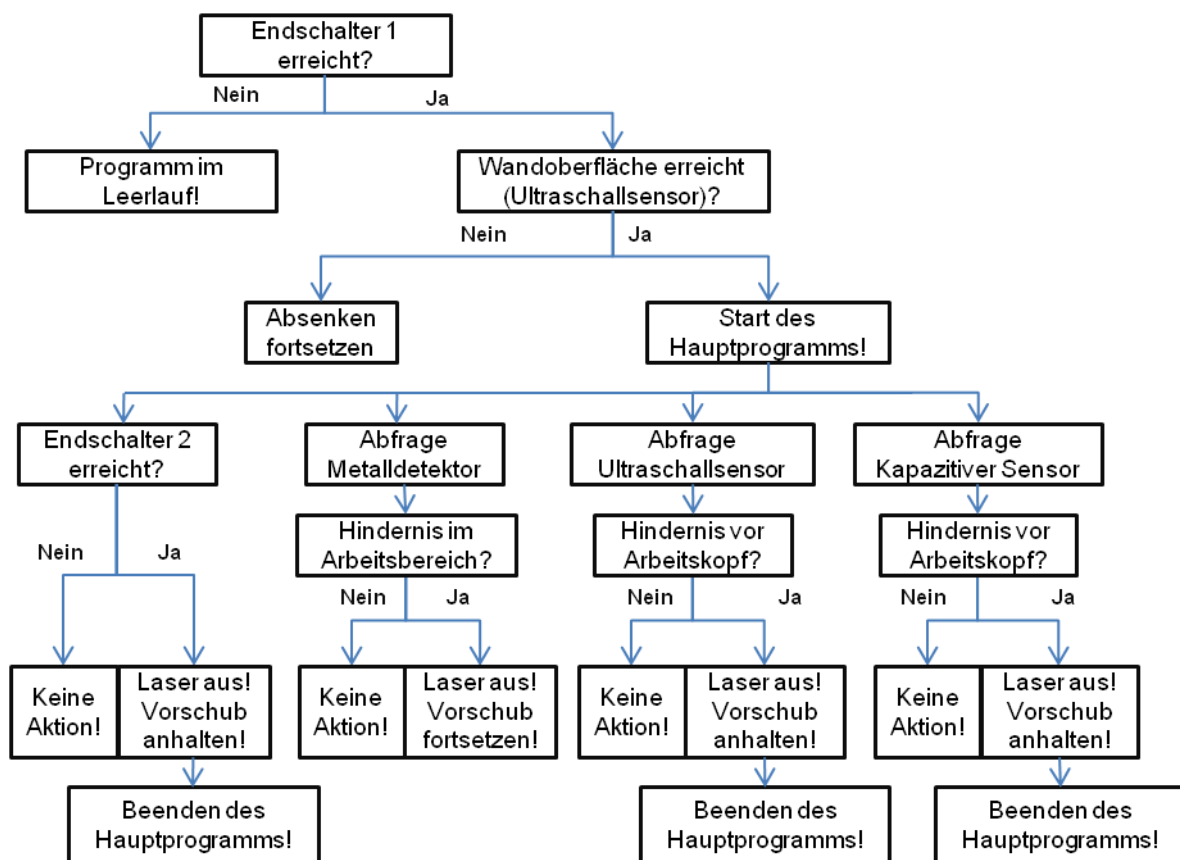 Endschalter 1
erreicht?
Nein
Ja
Programm im
Leerlauf!
Wandoberfläche erreicht
(Ultraschallsensor)?
Nein
Ja
Absenken
fortsetzen
Start des
Hauptprogramms!
Endschalter 2
erreicht?
Abfrage
Metalldetektor
Abfrage
Ultraschallsensor
Abfrage
Kapazitiver Sensor
Hindernis im
Arbeitsbereich?
Hindernis vor
Arbeitskopf?
Hindernis vor
Arbeitskopf?
Nein
Ja
Nein
Ja
Nein
Ja
Nein
Ja
Keine
Aktion!
Laser aus!
Vorschub
anhalten!
Keine
Aktion!
Laser aus!
Vorschub
fortsetzen!
Keine
Aktion!
Laser aus!
Vorschub
anhalten!
Keine
Aktion!
Laser aus!
Vorschub
anhalten!
Beenden des
Hauptprogramms!
Beenden des
Hauptprogramms!
Beenden des
Hauptprogramms!